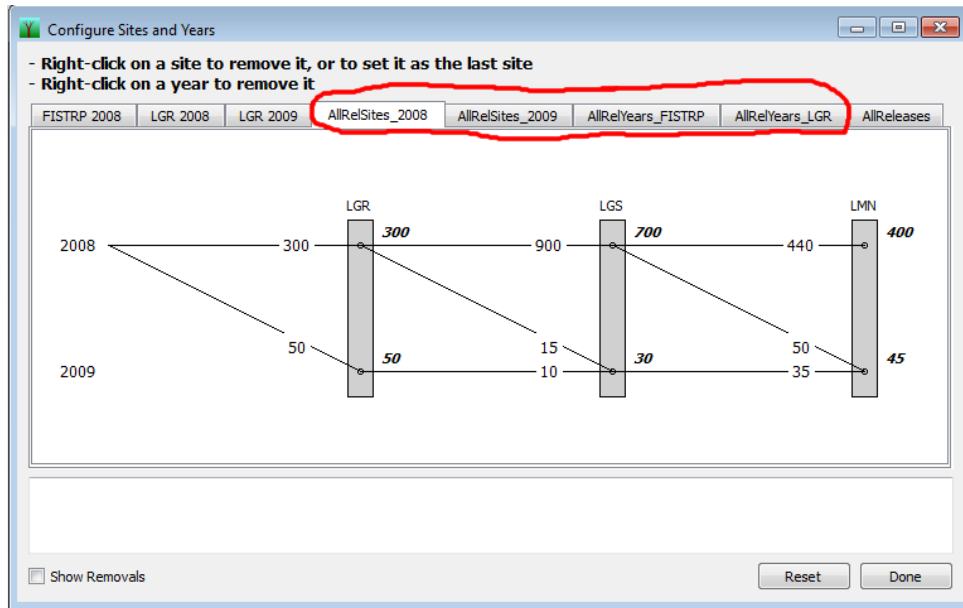 Configure Sites and Years
- Right-click on a site to remove it, or to set it as the last site
- Right-click on a year to remove it
FISTRP 2008 LGR 2008 LGR 2009 AllRelSites_2008 AllRelSites_2009 AllRelYears_FISTRP AllRelYears_LGR AllReleases
LGR LGS LMN
2008 300 300 900 700 440 400
2009 50 50 15 10 30 50 35 45
Show Removals Reset Done